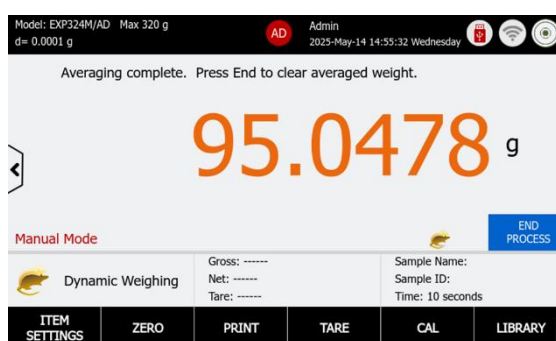 Model: EXP324M/AD Max 320 g
d= 0.0001 g
AD
Admin
2025-May-14 14:55:32 Wednesday
Averaging complete. Press End to clear averaged weight.
95.0478 g
Manual Mode
END
PROCESS
Dynamic Weighing
Gross: ------
Net: ------
Tare: ------
Sample Name:
Sample ID:
Time: 10 seconds
ITEM
SETTINGS
ZERO
PRINT
TARE
CAL
LIBRARY